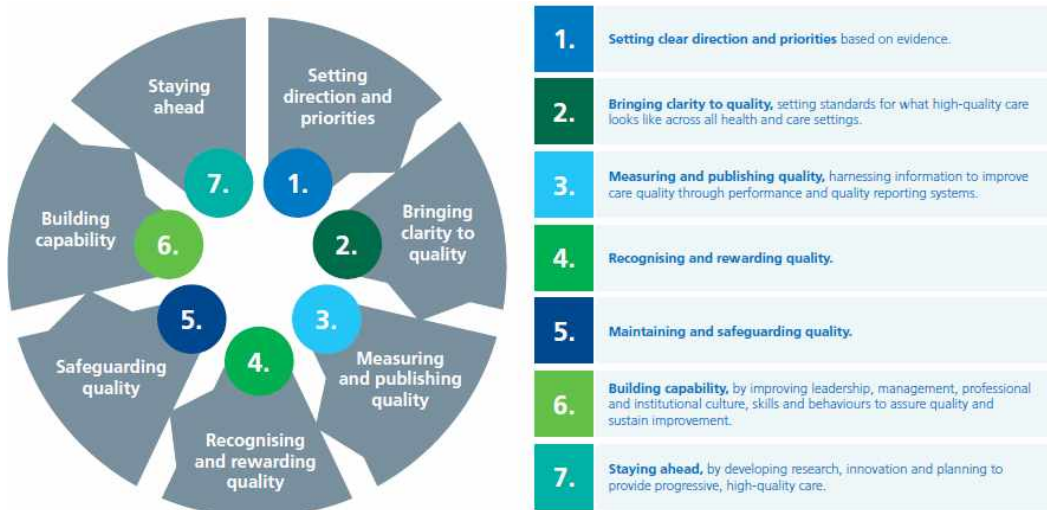 Staying
ahead
Setting
direction and
priorities
Building
capability
Bringing
clarity to
quality
Safeguarding
quality
Measuring
and publishing
quality
Recognising
and rewarding
quality
7.
1.
6.
2.
5.
3.
4.
1.
Setting clear direction and priorities based on evidence.
2.
Bringing clarity to quality, setting standards for what high-quality care
looks like across all health and care settings.
3.
Measuring and publishing quality, harnessing information to improve
care quality through performance and quality reporting systems.
4.
Recognising and rewarding quality.
5.
Maintaining and safeguarding quality.
6.
Building capability, by improving leadership, management, professional
and institutional culture, skills and behaviours to assure quality and
sustain improvement.
7.
Staying ahead, by developing research, innovation and planning to
provide progressive, high-quality care.